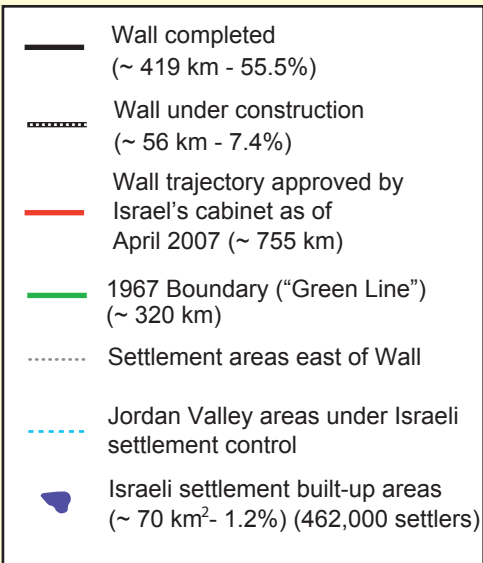 Wall completed
(~ 419 km - 55.5%)
Wall under construction
(~ 56 km - 7.4%)
Wall trajectory approved by
Israel's cabinet as of
April 2007 (~ 755 km)
1967 Boundary (“Green Line”)
(~ 320 km)
Settlement areas east of Wall
Jordan Valley areas under Israeli
settlement control
Israeli settlement built-up areas
(~ 70 km²- 1.2%) (462,000 settlers)